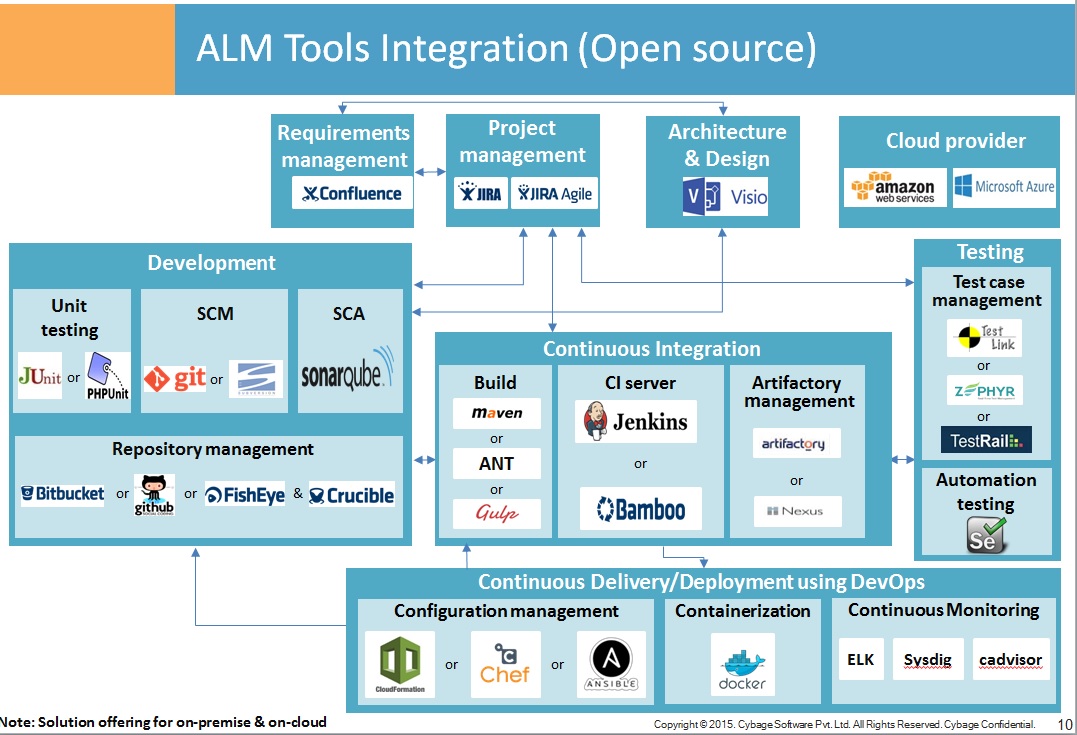 ALM Tools Integration (Open source)
Requirements
management
Confluence
Project
management
JIRA
JIRA Agile
Architecture
& Design
Visio
Cloud provider
amazon
web services
Microsoft Azure
Development
Unit
testing
JUnit
or
PHPUnit
SCM
git
or
SUBVERSION
SCA
sonarqube
Repository management
Bitbucket
or
github
SOCIAL CODING
or
FishEye
&
Crucible
Continuous Integration
Build
maven
or
ANT
or
Gulp
CI server
Jenkins
or
Bamboo
Artifactory
management
artifactory
or
Nexus
Testing
Test case
management
Test
Link
or
ZEPHYR
or
TestRail
Automation
testing
Se
Continuous Delivery/Deployment using DevOps
Configuration management
CloudFormation
or
Chef
or
A
ANSIBLE
Containerization
docker
Continuous Monitoring
ELK
Sysdig
cadvisor
Note: Solution offering for on-premise & on-cloud
Copyright © 2015. Cybage Software Pvt. Ltd. All Rights Reserved. Cybage Confidential.
10